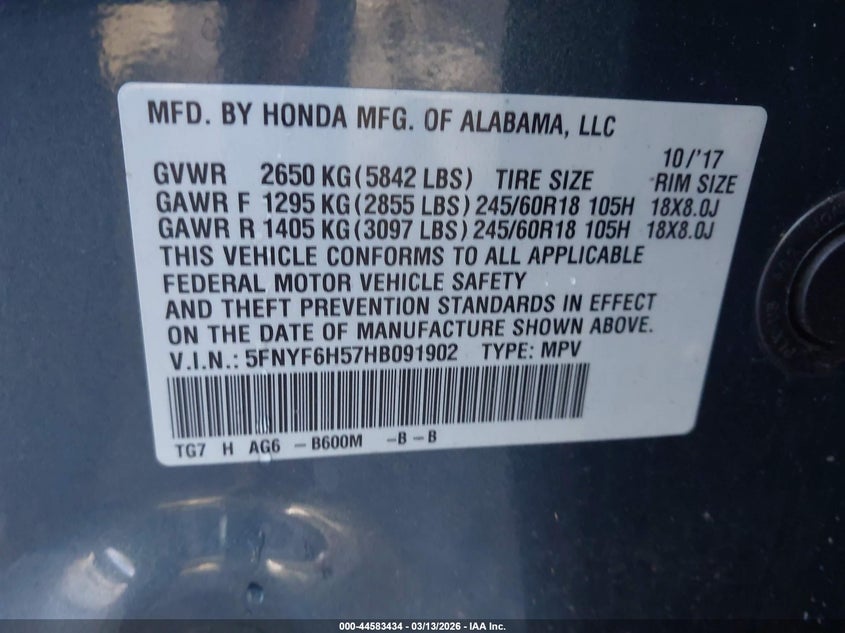 MFD. BY HONDA MFG. OF ALABAMA, LLC
10/'17
GVWR 2650 KG (5842 LBS) TIRE SIZE RIM SIZE
GAWR F 1295 KG (2855 LBS) 245/60R18 105H 18X8.0J
GAWR R 1405 KG (3097 LBS) 245/60R18 105H 18X8.0J
THIS VEHICLE CONFORMS TO ALL APPLICABLE
FEDERAL MOTOR VEHICLE SAFETY
AND THEFT PREVENTION STANDARDS IN EFFECT
ON THE DATE OF MANUFACTURE SHOWN ABOVE.
V.I.N.: 5FNYF6H57HB091902 TYPE: MPV
TG7 H AG6 – B600M – B – B
000-44583434 / 03/13/2026 – IAA Inc.